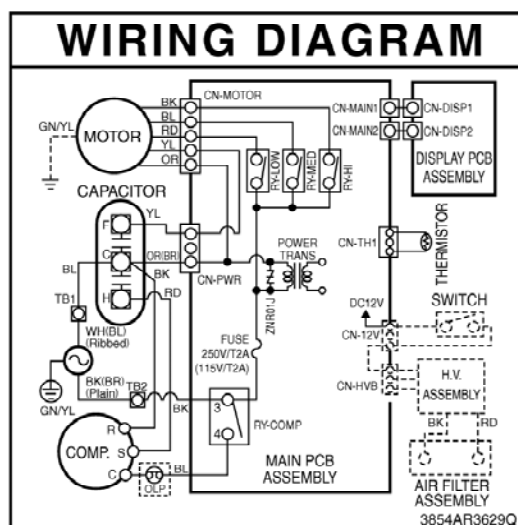 WIRING DIAGRAM
BK
BL
RD
YL
OR
CN-MOTOR
GN/YL
MOTOR
CN-MAIN1
CN-DISP1
CN-MAIN2
CN-DISP2
DISPLAY PCB
ASSEMBLY
RY-LOW
RY-MED
RY-HI
CAPACITOR
F
YL
C
OR(BR)
BL
BK
H
RD
CN-PWR
POWER
TRANS
ZNR01J
CN-TH1
THERMISTOR
TB1
WH(BL)
(Ribbed)
DC12V
SWITCH
CN-12V
FUSE
250V/T2A
(115V/T2A)
BK(BR)
(Plain)
TB2
GN/YL
BK
3
4
RY-COMP
CN-HVB
H.V.
ASSEMBLY
BK
RD
R
S
C
COMP.
OLP
BL
MAIN PCB
ASSEMBLY
AIR FILTER
ASSEMBLY
3854AR3629Q